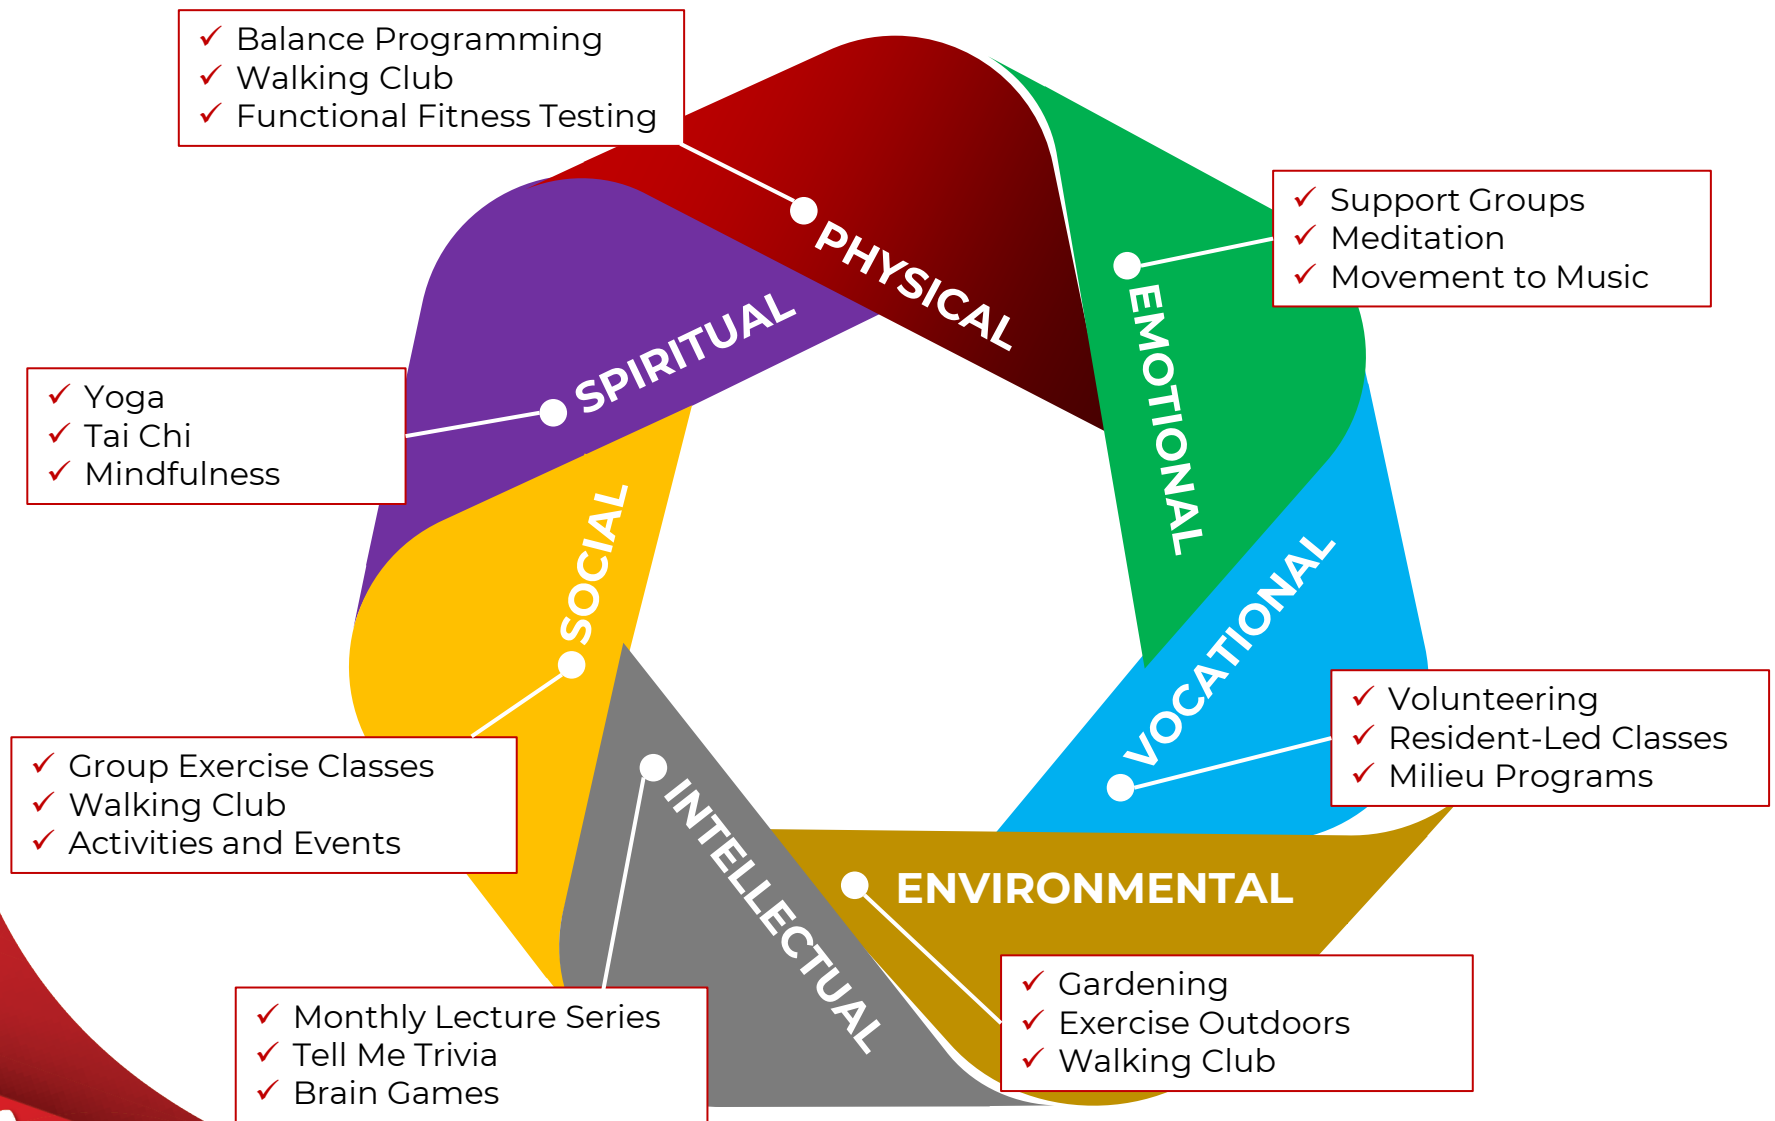 ✓ Balance Programming
✓ Walking Club
✓ Functional Fitness Testing
PHYSICAL
✓ Support Groups
✓ Meditation
✓ Movement to Music
EMOTIONAL
✓ Yoga
✓ Tai Chi
✓ Mindfulness
SPIRITUAL
✓ Volunteering
✓ Resident-Led Classes
✓ Milieu Programs
VOCATIONAL
✓ Group Exercise Classes
✓ Walking Club
✓ Activities and Events
SOCIAL
✓ Gardening
✓ Exercise Outdoors
✓ Walking Club
ENVIRONMENTAL
✓ Monthly Lecture Series
✓ Tell Me Trivia
✓ Brain Games
INTELLECTUAL